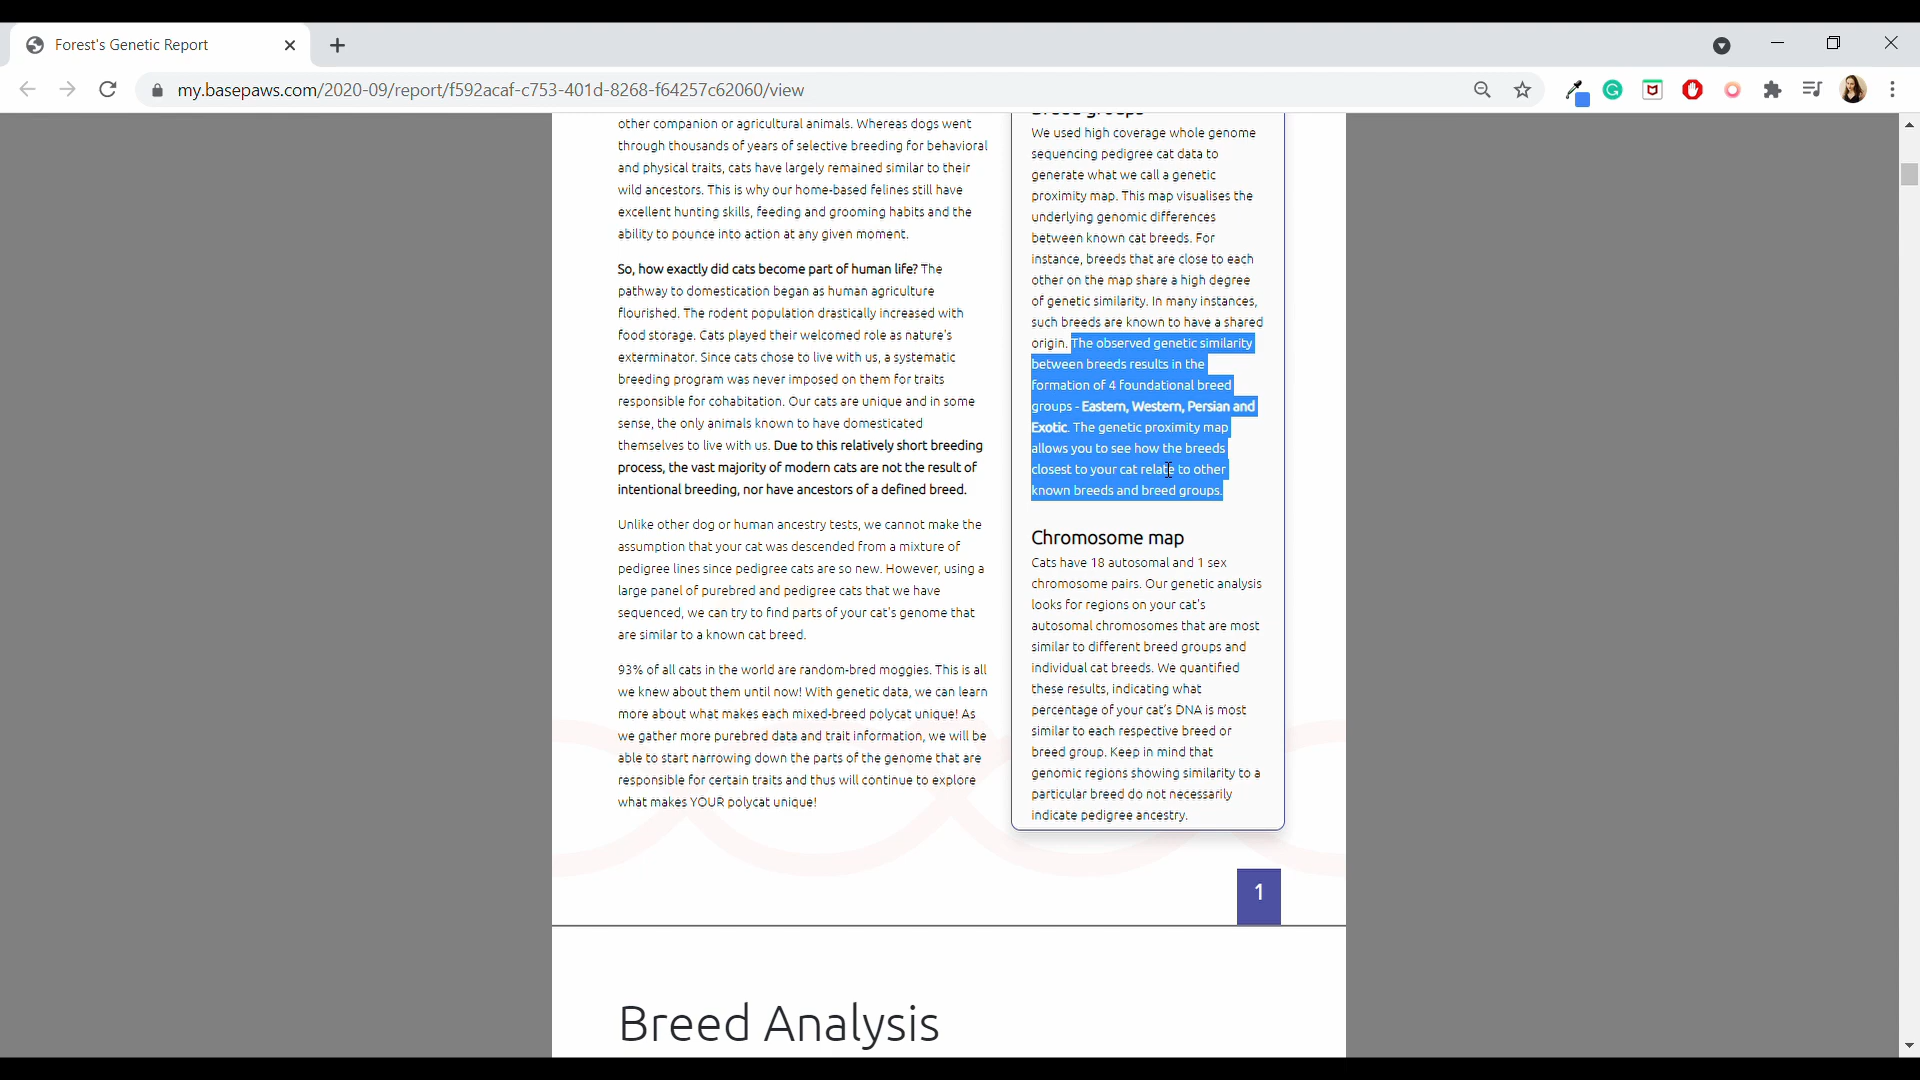 Forest's Genetic Report
my.basepaws.com/2020-09/report/f592acaf-c753-401d-8268-f64257c62060/view
other companion or agricultural animals. Whereas dogs went
through thousands of years of selective breeding for behavioral
and physical traits, cats have largely remained similar to their
wild ancestors. This is why our home-based felines still have
excellent hunting skills, feeding and grooming habits and the
ability to pounce into action at any given moment.
So, how exactly did cats become part of human life? The
pathway to domestication began as human agriculture
flourished. The rodent population drastically increased with
food storage. Cats played their welcomed role as nature's
exterminator. Since cats chose to live with us, a systematic
breeding program was never imposed on them for traits
responsible for cohabitation. Our cats are unique and in some
sense, the only animals known to have domesticated
themselves to live with us. Due to this relatively short breeding
process, the vast majority of modern cats are not the result of
intentional breeding, nor have ancestors of a defined breed.
Unlike other dog or human ancestry tests, we cannot make the
assumption that your cat was descended from a mixture of
pedigree lines since pedigree cats are so new. However, using a
large panel of purebred and pedigree cats that we have
sequenced, we can try to find parts of your cat's genome that
are similar to a known cat breed.
93% of all cats in the world are random-bred moggies. This is all
we knew about them until now! With genetic data, we can learn
more about what makes each mixed-breed polycat unique! As
we gather more purebred data and trait information, we will be
able to start narrowing down the parts of the genome that are
responsible for certain traits and thus will continue to explore
what makes YOUR polycat unique!
Breed groups
We used high coverage whole genome
sequencing pedigree cat data to
generate what we call a genetic
proximity map. This map visualises the
underlying genomic differences
between known cat breeds. For
instance, breeds that are close to each
other on the map share a high degree
of genetic similarity. In many instances,
such breeds are known to have a shared
origin. The observed genetic similarity
between breeds results in the
formation of 4 foundational breed
groups - Eastern, Western, Persian and
Exotic. The genetic proximity map
allows you to see how the breeds
closest to your cat relate to other
known breeds and breed groups.
Chromosome map
Cats have 18 autosomal and 1 sex
chromosome pairs. Our genetic analysis
looks for regions on your cat's
autosomal chromosomes that are most
similar to different breed groups and
individual cat breeds. We quantified
these results, indicating what
percentage of your cat's DNA is most
similar to each respective breed or
breed group. Keep in mind that
genomic regions showing similarity to a
particular breed do not necessarily
indicate pedigree ancestry.
1
Breed Analysis